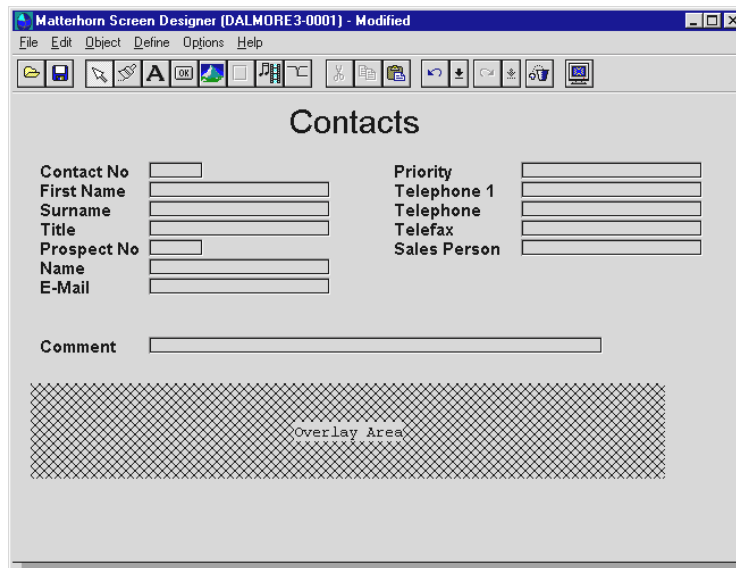 Matterhorn Screen Designer (DALMORE3-0001) - Modified
File Edit Object Define Options Help
A OK
Contacts
Contact No
First Name
Surname
Title
Prospect No
Name
E-Mail
Priority
Telephone 1
Telephone
Telefax
Sales Person
Comment
Overlay Area